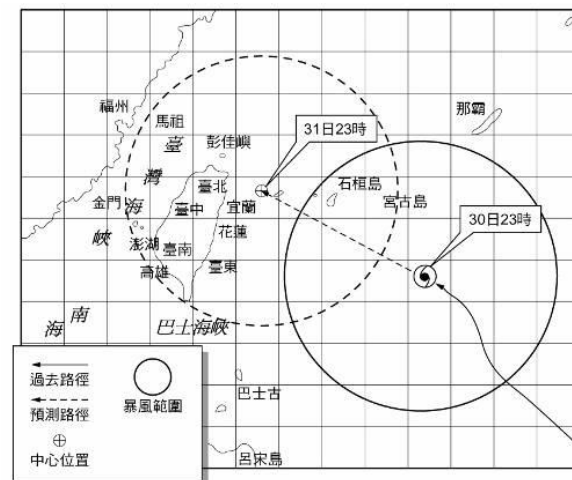 那霸
福州
馬祖
臺
31日23時
彭佳嶼
石桓島
臺北
灣
金門
海
臺中
宜蘭
宮古島
30日23時
花蓮
峽
澎湖
臺南
臺東
高雄
南
海
巴士海峽
過去路徑
預測路徑
中心位置
暴風範圍
巴士古
呂宋島